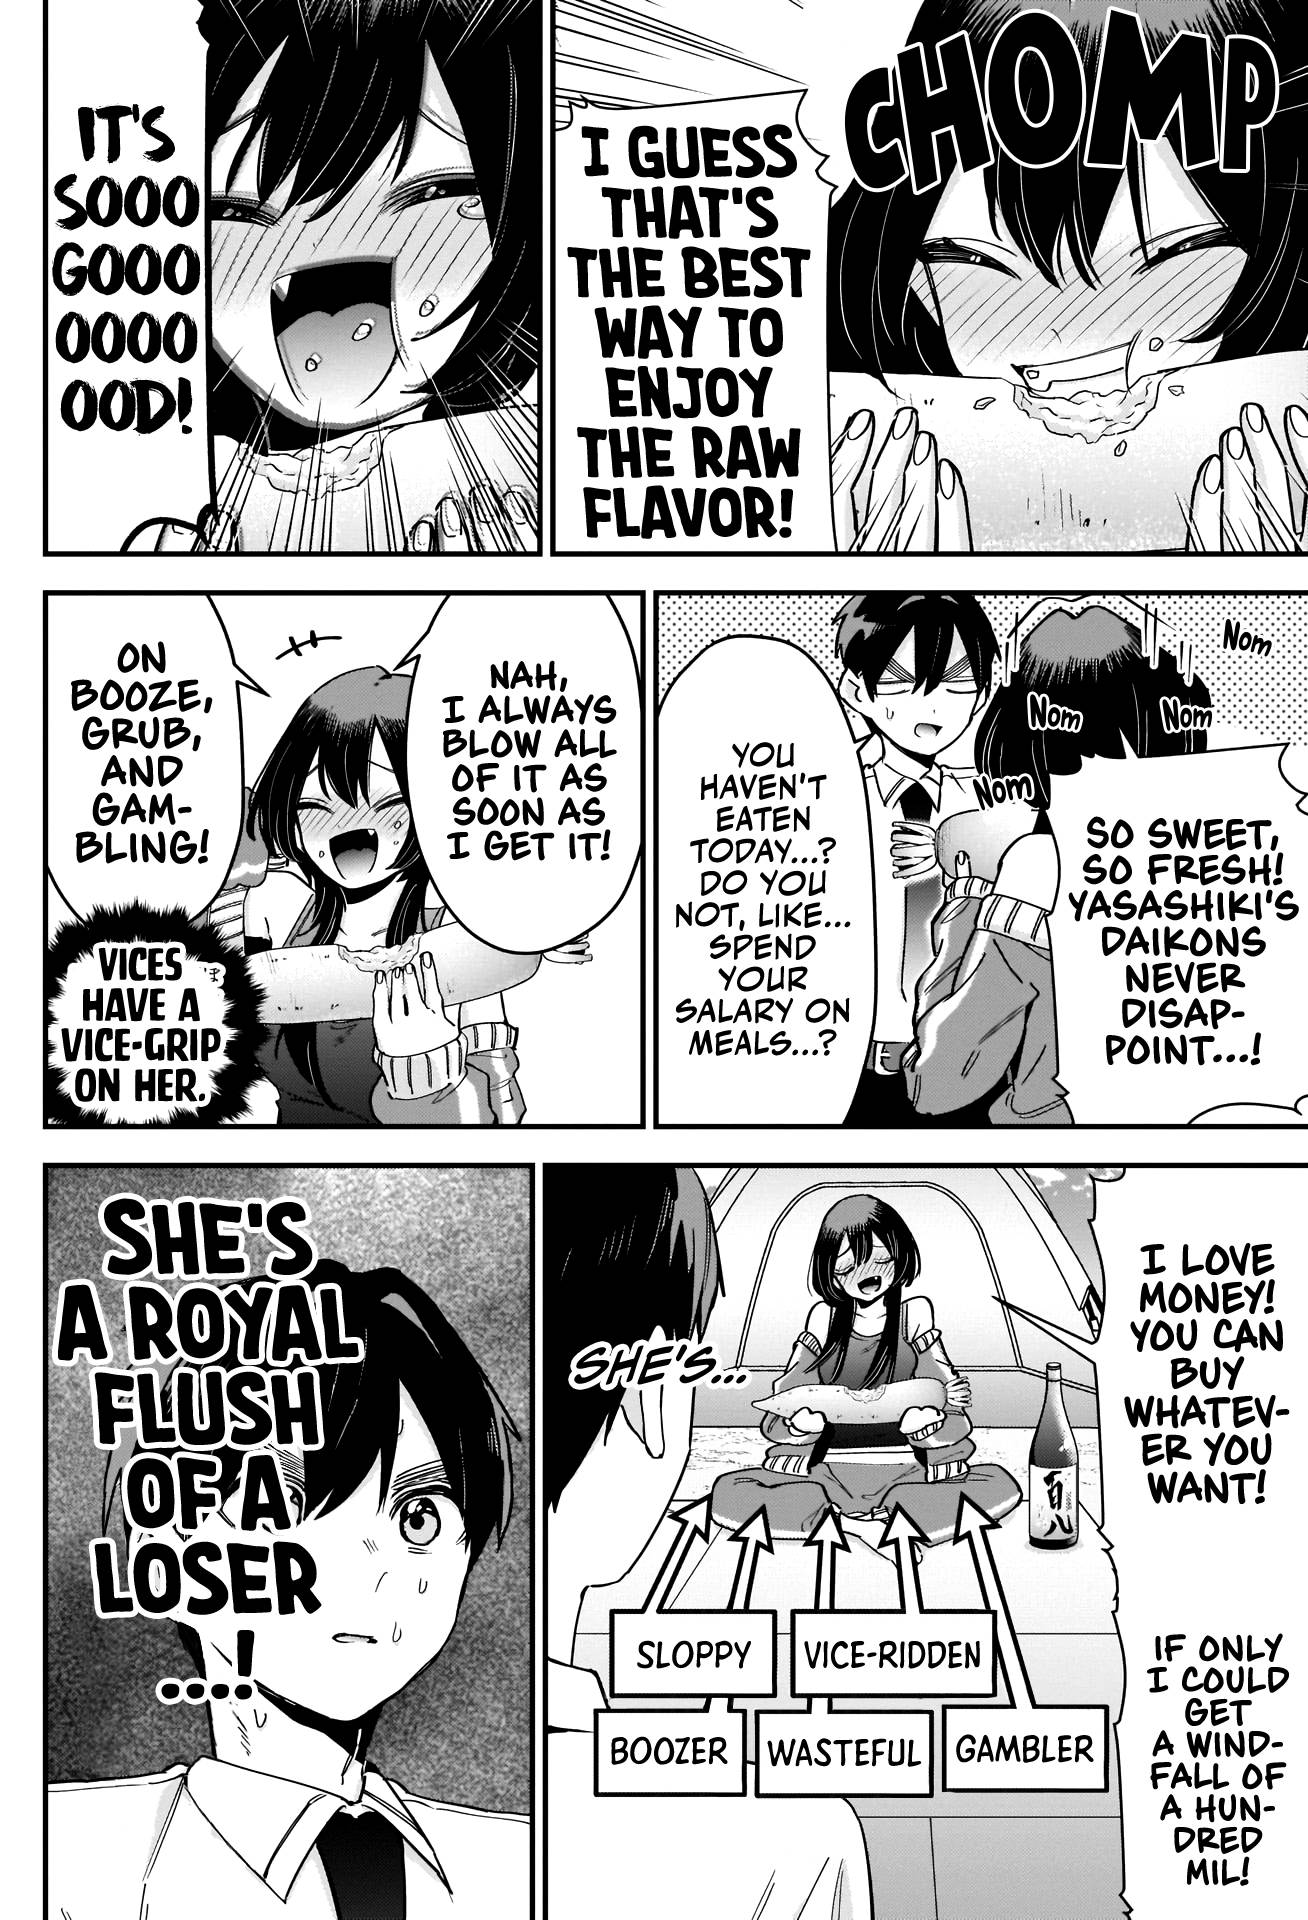 CHOMP
I GUESS
THAT'S
THE BEST
WAY TO
ENJOY
THE RAW
FLAVOR!
IT'S
SOOO
GOOO
OOOO
OOD!
Nom
Nom
Nom
Nom
SO SWEET,
SO FRESH!
YASASHIKI'S
DAIKONS
NEVER
DISAP-
POINT...!
YOU
HAVEN'T
EATEN
TODAY...?
DO YOU
NOT, LIKE...
SPEND
YOUR
SALARY ON
MEALS...?
NAH,
I ALWAYS
BLOW ALL
OF IT AS
SOON AS
I GET IT!
ON
BOOZE,
GRUB,
AND
GAM-
BLING!
VICES
HAVE A
VICE-GRIP
ON HER.
I LOVE
MONEY!
YOU CAN
BUY
WHATEV-
ER YOU
WANT!
IF ONLY
I COULD
GET
A WIND-
FALL OF
A HUN-
DRED
MIL!
百八
SHE'S...
SLOPPY
VICE-RIDDEN
BOOZER
WASTEFUL
GAMBLER
SHE'S
A ROYAL
FLUSH
OF A
LOSER
...!